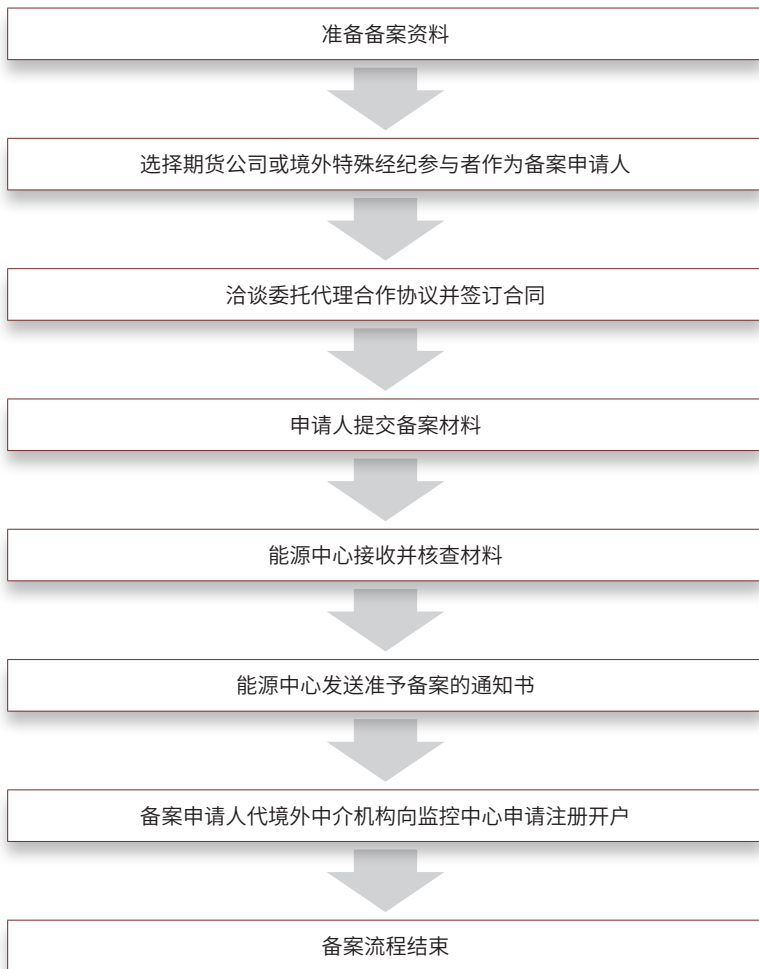 准备备案资料
选择期货公司或境外特殊经纪参与者作为备案申请人
洽谈委托代理合作协议并签订合同
申请人提交备案材料
能源中心接收并核查材料
能源中心发送准予备案的通知书
备案申请人代境外中介机构向监控中心申请注册开户
备案流程结束